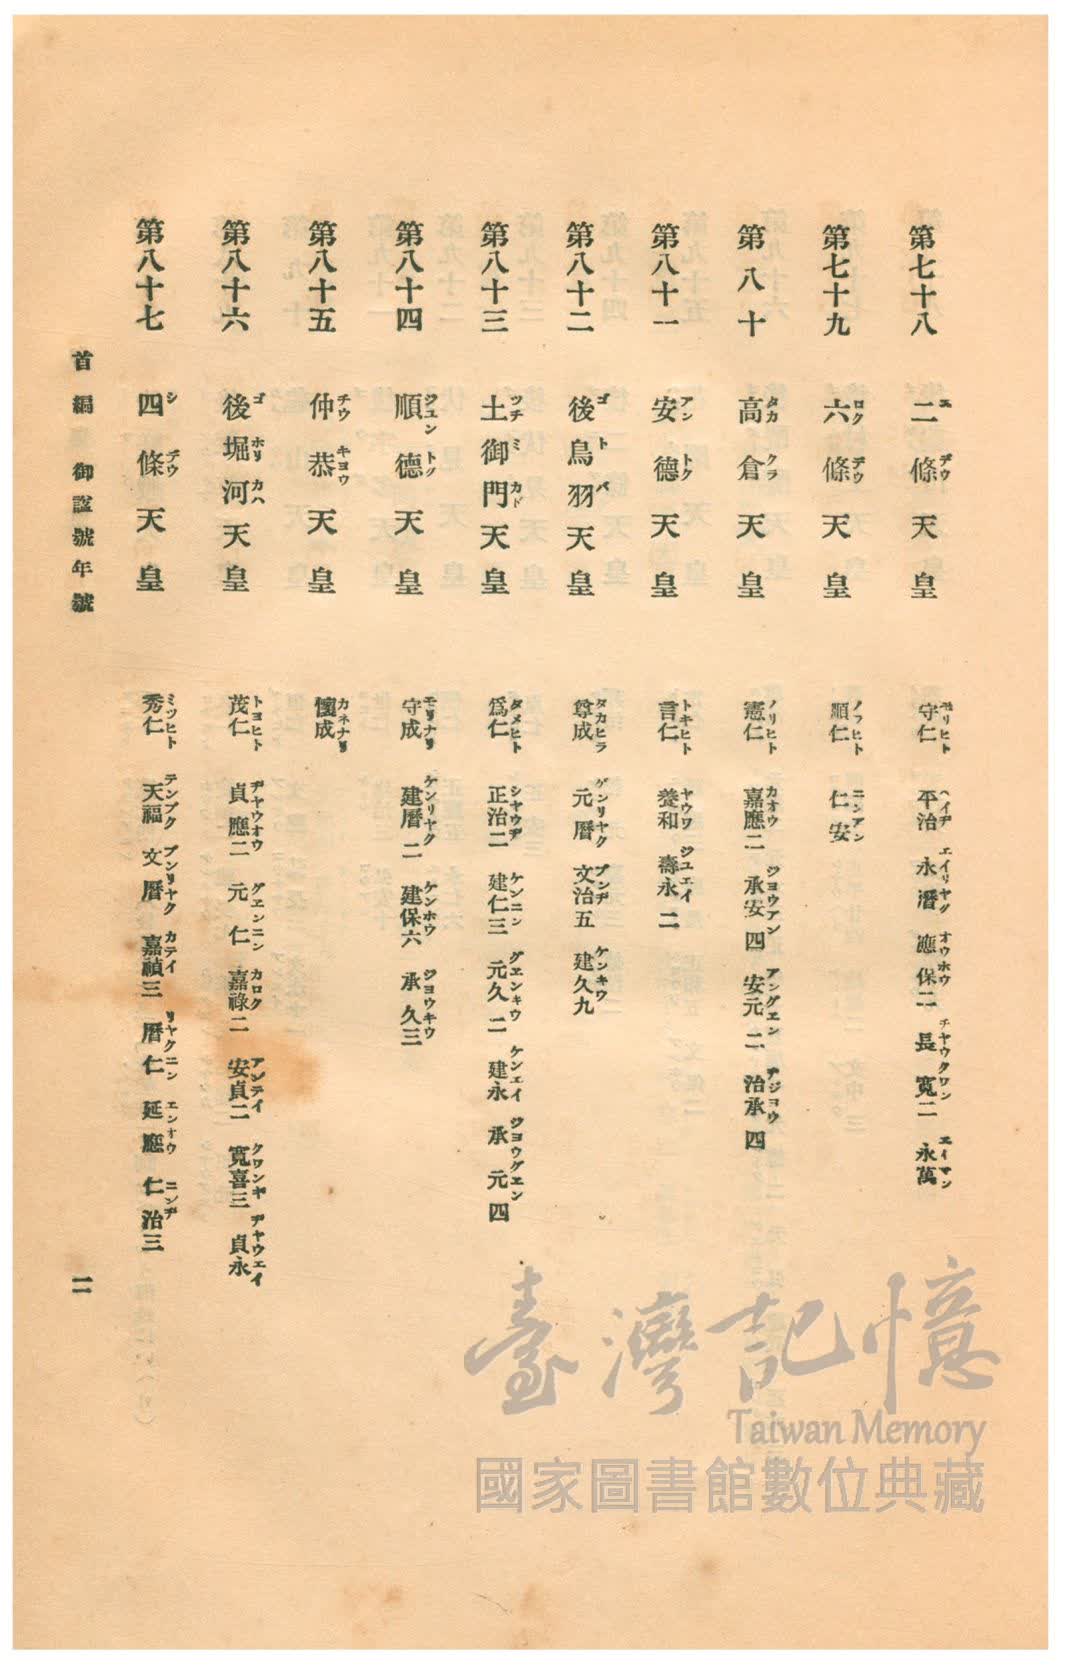 第七十八 二條天皇 守仁 平治 永曆 應保二 長寬二 永萬
第七十九 六條天皇 順仁 仁安
第八十 高倉天皇 憲仁 嘉應二 承安四 安元二 治承四
第八十一 安德天皇 言仁 養和 壽永二
第八十二 後鳥羽天皇 尊成 元曆 文治五 建久九
第八十三 土御門天皇 爲仁 正治二 建仁三 元久二 建永 承元四
第八十四 順德天皇 守成 建曆二 建保六 承久三
第八十五 仲恭天皇 懷成
第八十六 後堀河天皇 茂仁 貞應二 元仁 嘉祿二 安貞二 寬喜三 貞永
第八十七 四條天皇 秀仁 天福 文曆 嘉禎三 曆仁 延應 仁治三
首編 御諡號年號 二
臺灣記憶
Taiwan Memory
國家圖書館數位典藏